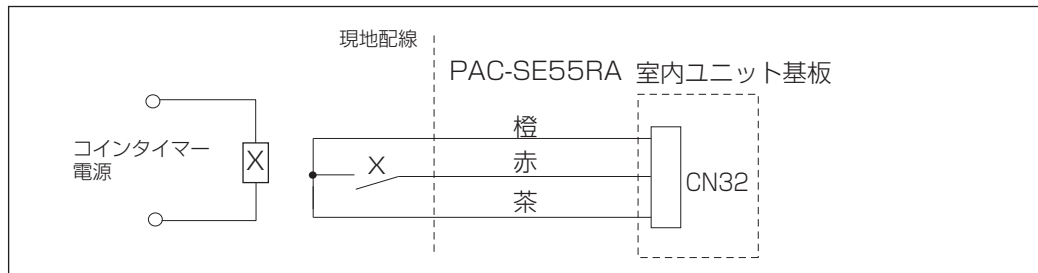 現地配線
PAC-SE55RA 室内ユニット基板
コインタイマー
電源
X
橙
X
赤
茶
CN32